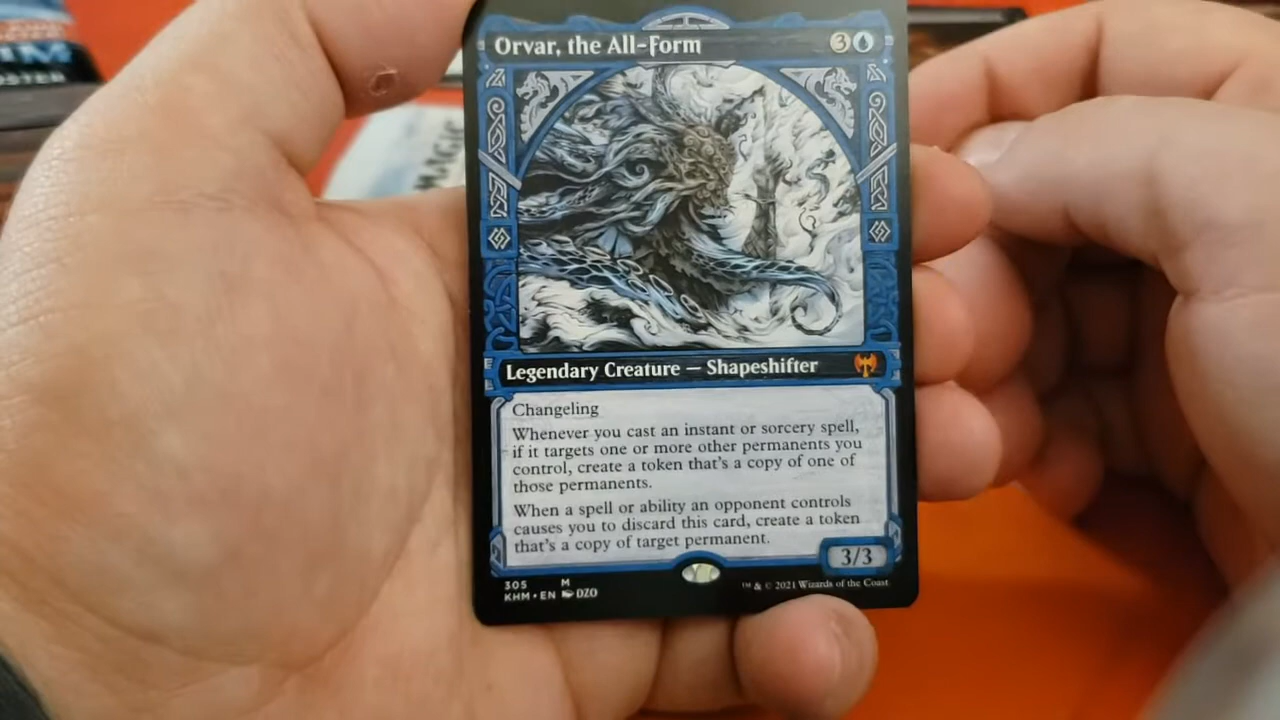 Orvar, the All-Form 3
MAGIC
Legendary Creature — Shapeshifter
Changeling
Whenever you cast an instant or sorcery spell,
if it targets one or more other permanents you
control, create a token that's a copy of one of
those permanents.
When a spell or ability an opponent controls
causes you to discard this card, create a token
that's a copy of target permanent.
3/3
305 M
KHM • EN DZO
™ & © 2021 Wizards of the Coast